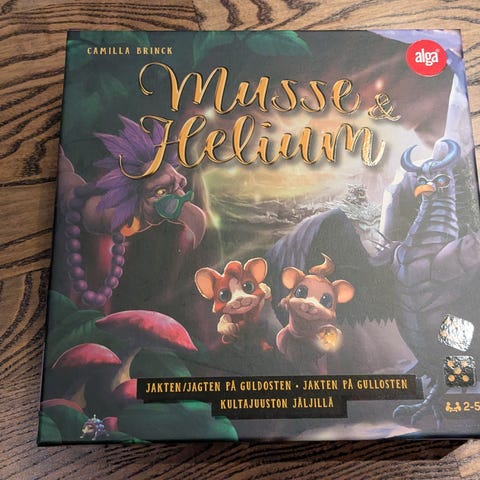 CAMILLA BRINCK
alga
Musse &
Helium
JAKTEN/JAGTEN PÅ GULDOSTEN • JAKTEN PÅ GULLOSTEN
KULTAJUUSTON JÄLJILLÄ
2-5